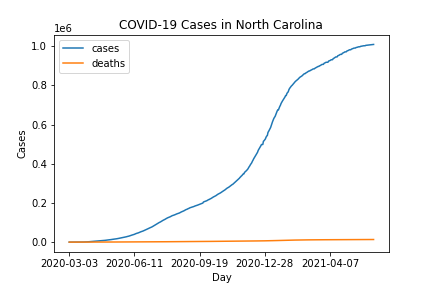 COVID-19 Cases in North Carolina
1e6
cases
deaths
1.0
0.8
0.6
0.4
0.2
0.0
Cases
2020-03-03 2020-06-11 2020-09-19 2020-12-28 2021-04-07
Day